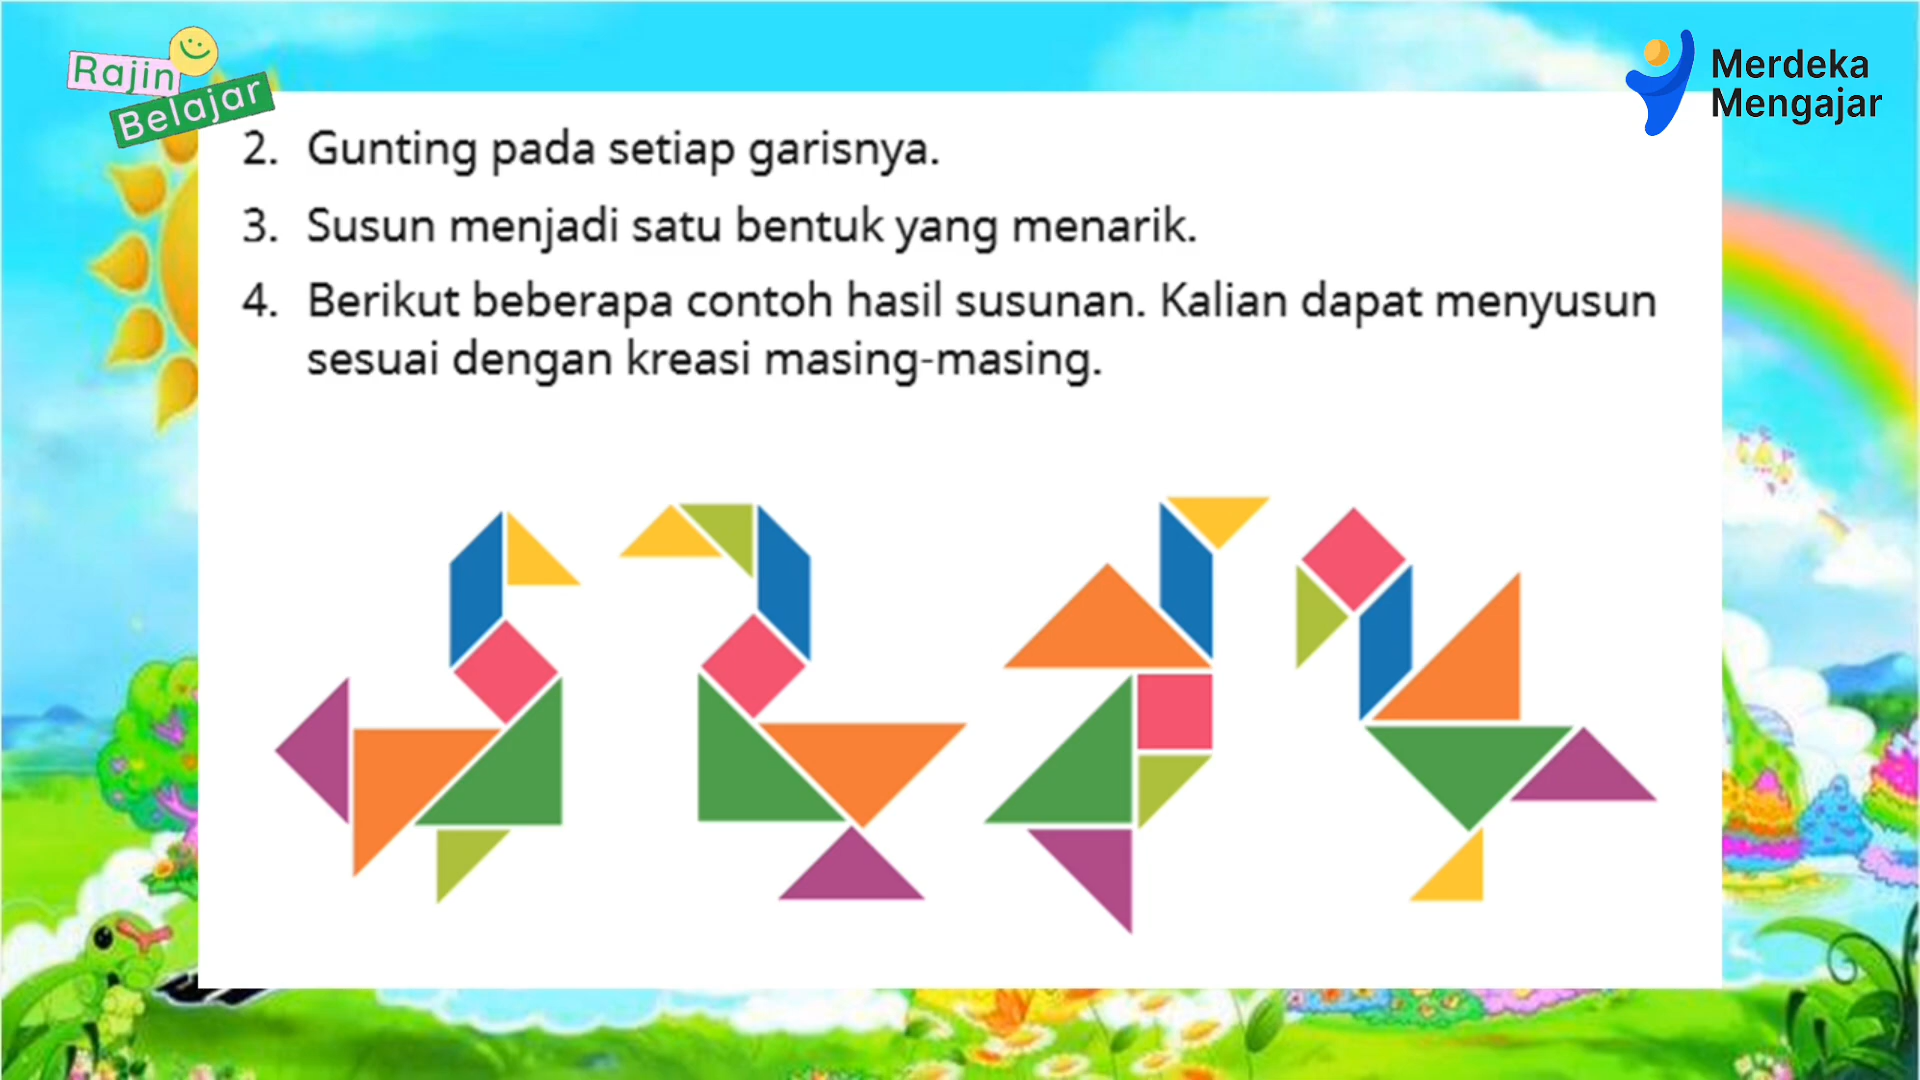 Rajin
Belajar
Merdeka
Mengajar
2. Gunting pada setiap garisnya.
3. Susun menjadi satu bentuk yang menarik.
4. Berikut beberapa contoh hasil susunan. Kalian dapat menyusun
sesuai dengan kreasi masing-masing.